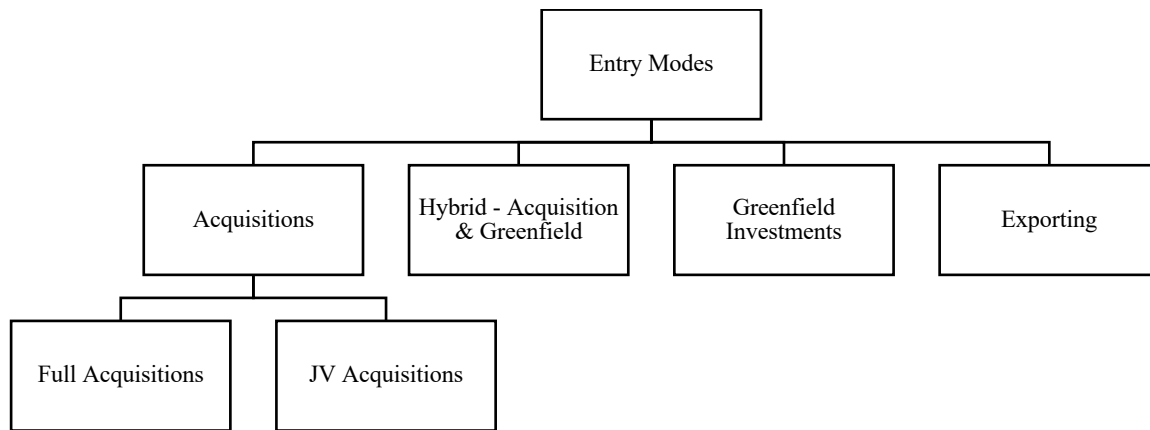 Entry Modes
Acquisitions
Hybrid - Acquisition
& Greenfield
Greenfield
Investments
Exporting
Full Acquisitions
JV Acquisitions